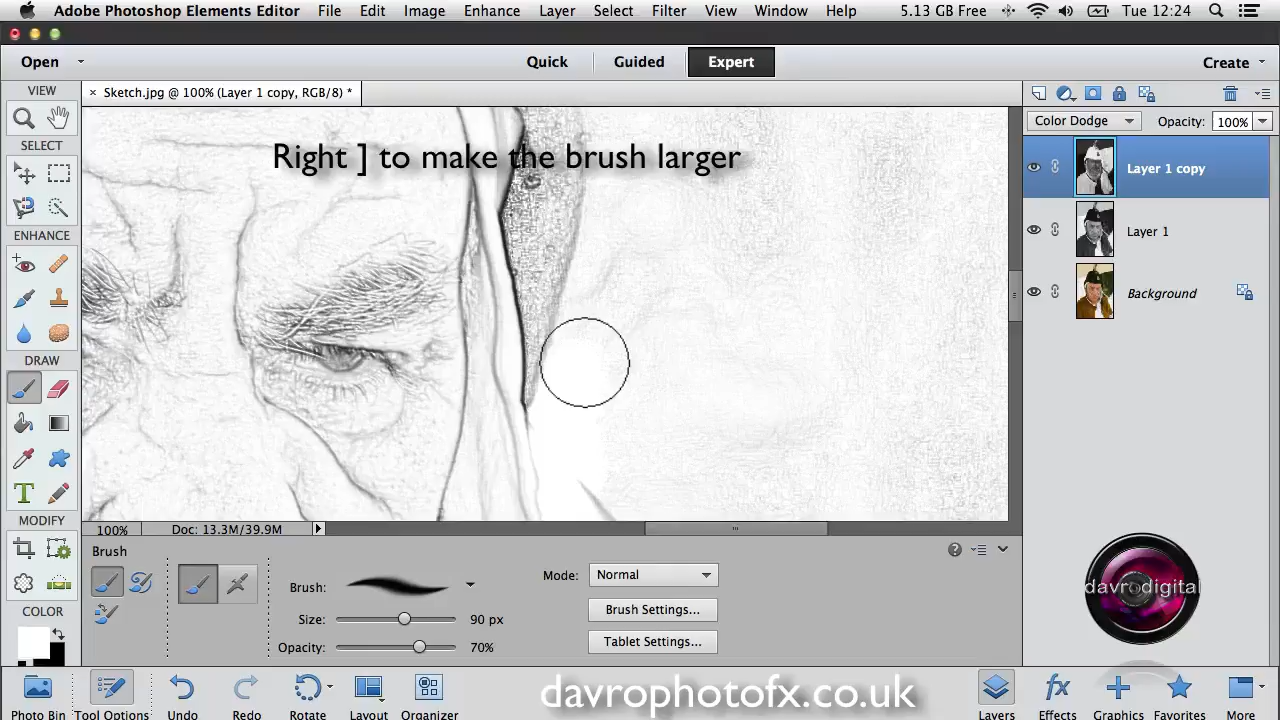 Adobe Photoshop Elements Editor File Edit Image Enhance Layer Select Filter View Window Help 5.13 GB Free Tue 12:24
Open Quick Guided Expert Create
VIEW
× Sketch.jpg @ 100% (Layer 1 copy, RGB/8) *
Color Dodge Opacity: 100%
SELECT
Right ] to make the brush larger
Layer 1 copy
Layer 1
ENHANCE
Background
DRAW
MODIFY
100% Doc: 13.3M/39.9M
Brush
Brush:
Mode: Normal
Size: 90 px
Brush Settings...
Opacity: 70%
Tablet Settings...
COLOR
davro digital
davrophotofx.co.uk
Photo Bin Tool Options Undo Redo Rotate Layout Organizer Layers Effects Graphics Favorites More